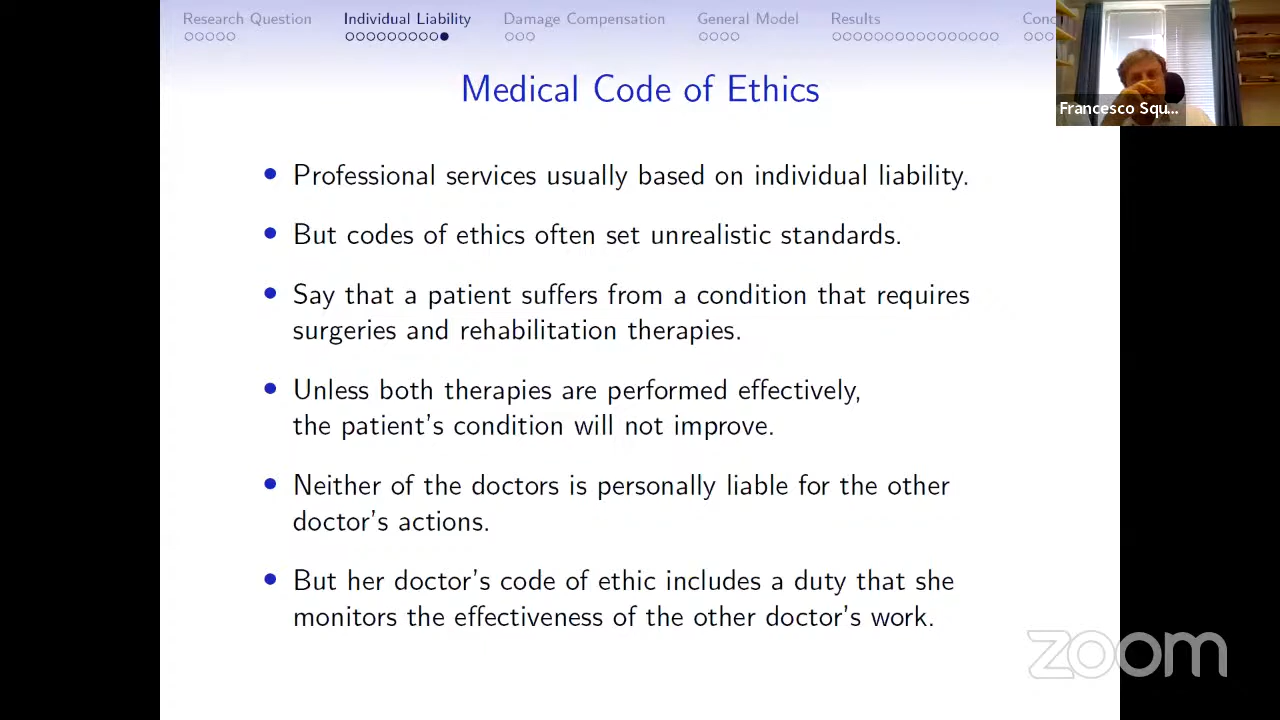 Research Question
Individual Liability
Damage Compensation
General Model
Results
Conc
Francesco Squ...
Medical Code of Ethics
Professional services usually based on individual liability.
But codes of ethics often set unrealistic standards.
Say that a patient suffers from a condition that requires
surgeries and rehabilitation therapies.
Unless both therapies are performed effectively,
the patient's condition will not improve.
Neither of the doctors is personally liable for the other
doctor's actions.
But her doctor's code of ethic includes a duty that she
monitors the effectiveness of the other doctor's work.
zoom